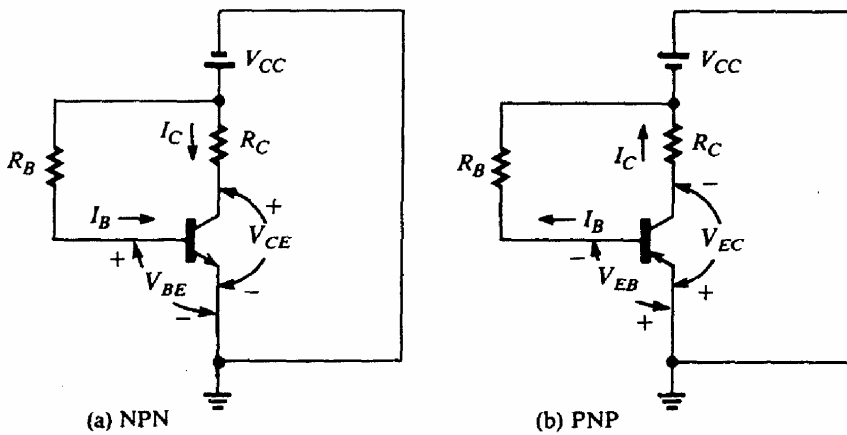 V_CC
I_C
R_C
R_B
I_B
+
+
V_CE
V_BE
−
−
(a) NPN
V_CC
I_C
R_C
R_B
−
I_B
−
V_EC
V_EB
+
+
(b) PNP